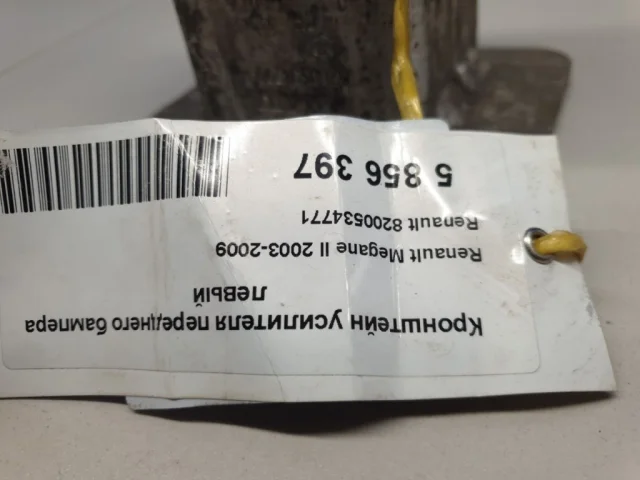 Кронштейн усилителя переднего бампера
левый
Renault Megane II 2003-2009
Renault 8200534771
5 856 397